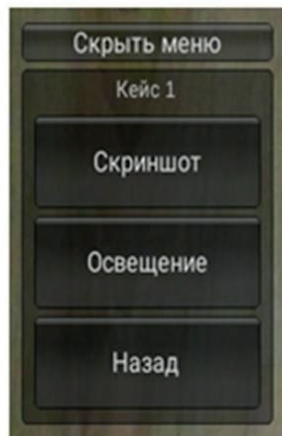 Скрыть меню
Кейс 1
Скриншот
Освещение
Назад